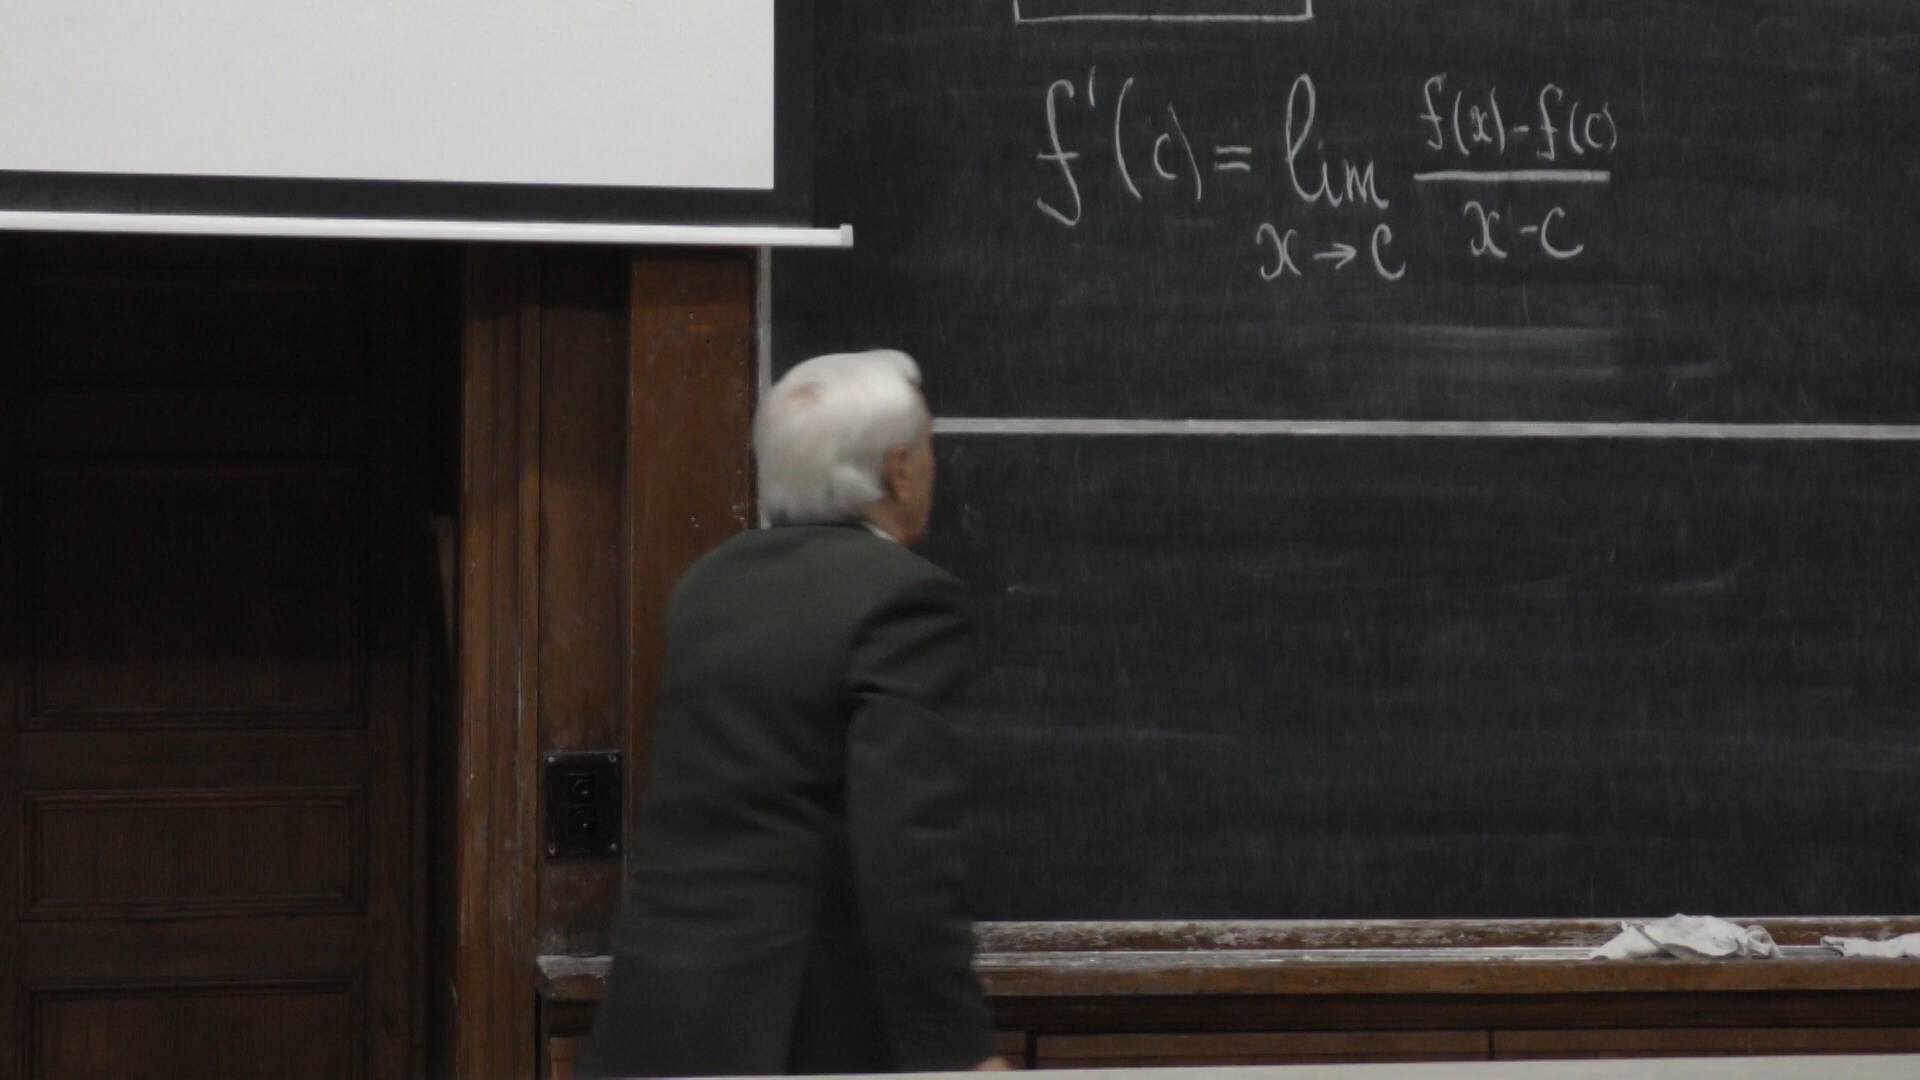 f'(c) = lim f(x) - f(c)
x → c x - c